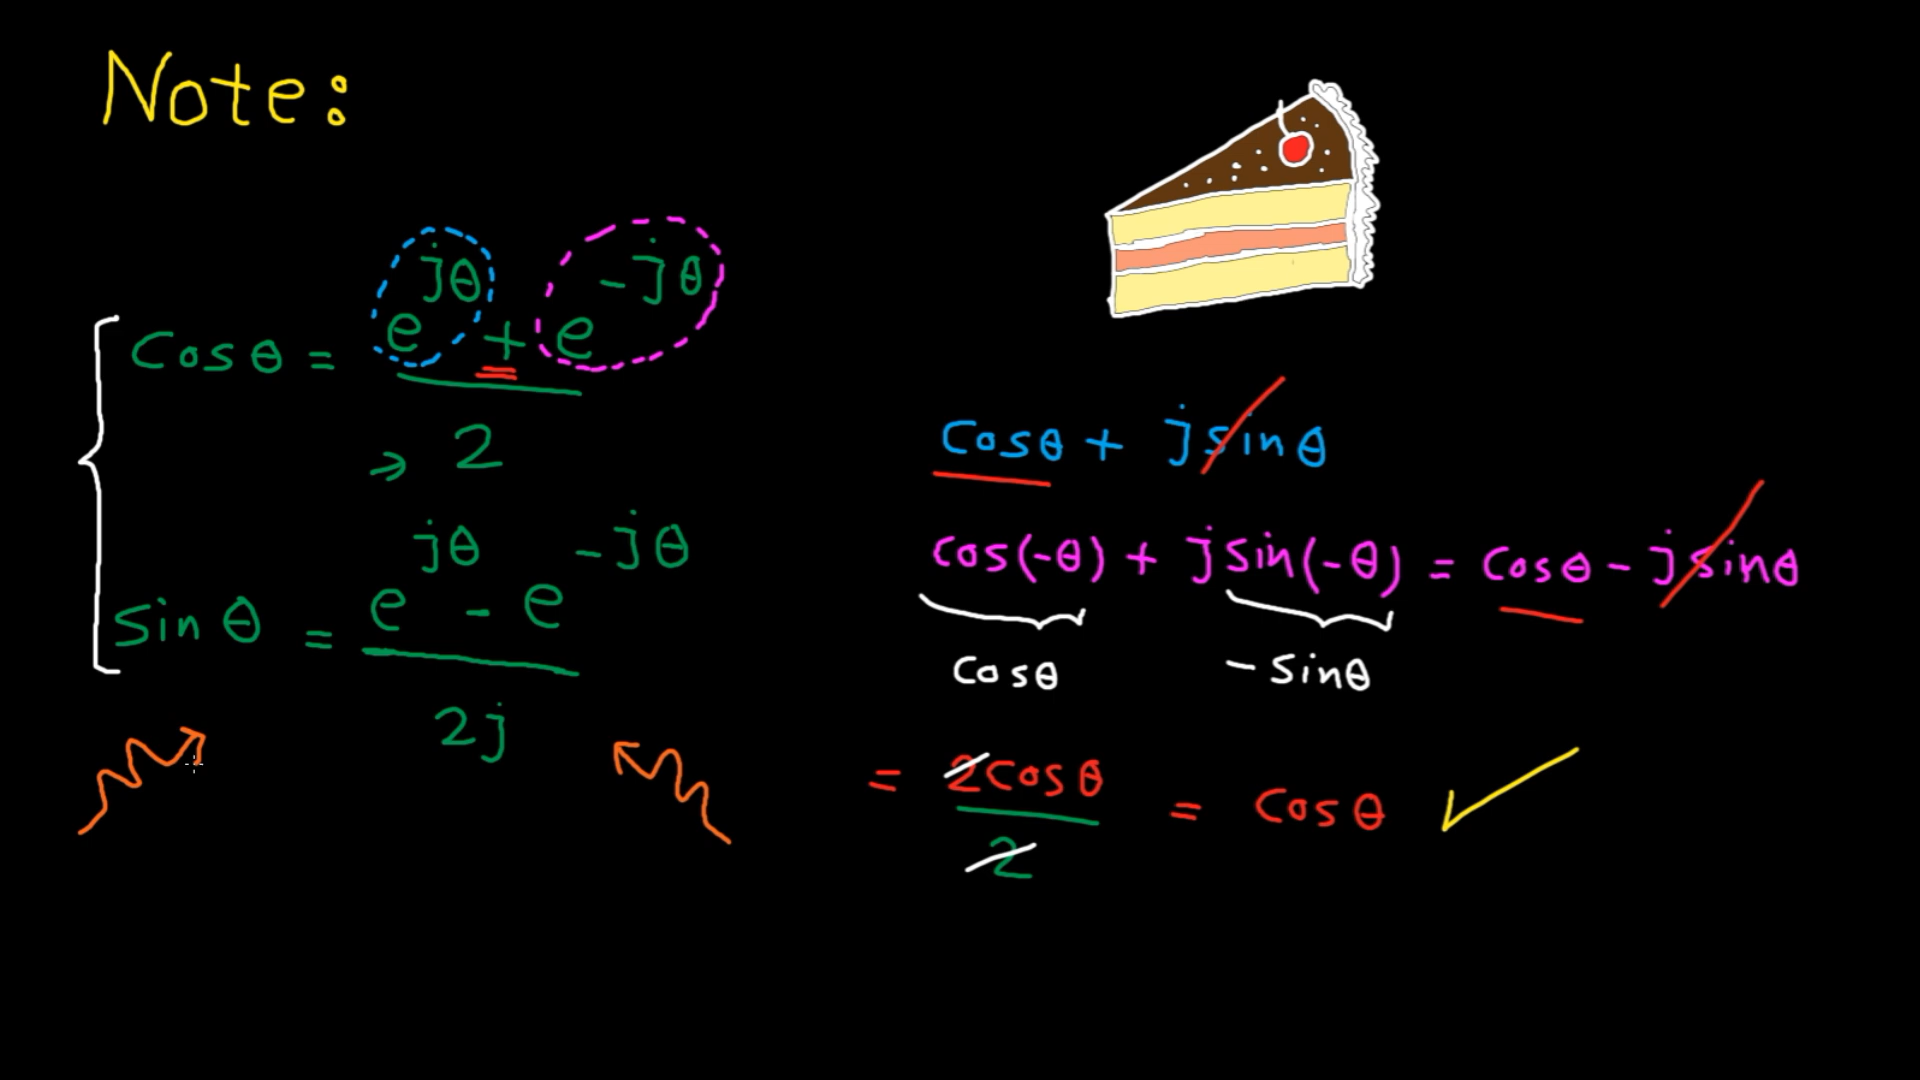 Note:
Cosθ = e^jθ + e^-jθ
→ 2
Sinθ = e^jθ - e^-jθ
2j
Cosθ + jsinθ
cos(-θ) + jsin(-θ) = cosθ - jsinθ
Cosθ   -Sinθ
= 2Cosθ = Cosθ ✓
2